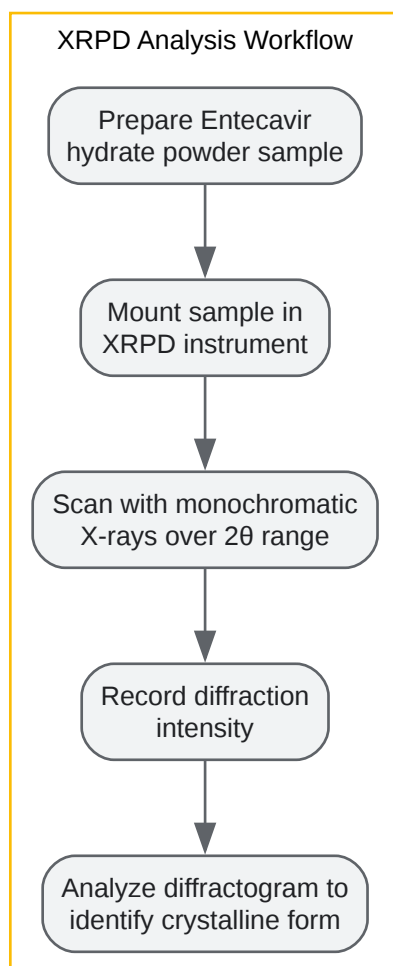 XRPD Analysis Workflow
Prepare Entecavir
hydrate powder sample
Mount sample in
XRPD instrument
Scan with monochromatic
X-rays over 2θ range
Record diffraction
intensity
Analyze diffractogram to
identify crystalline form